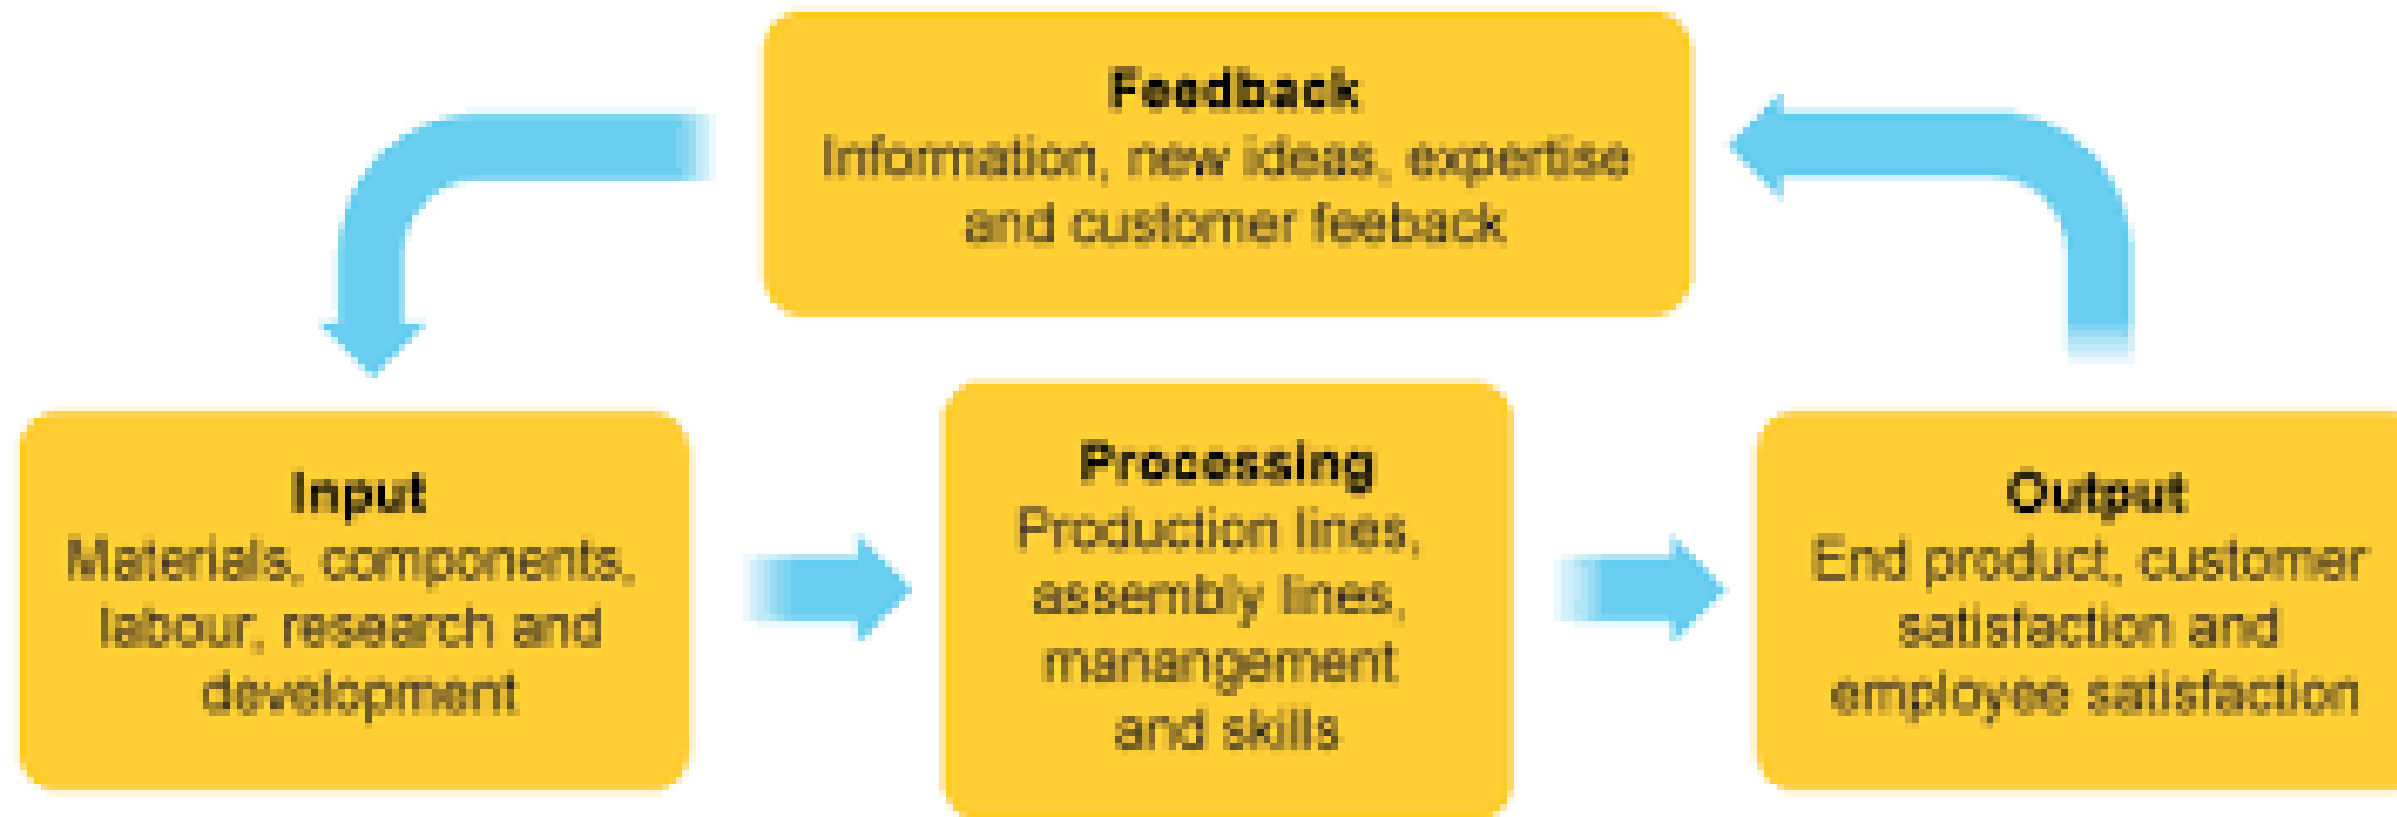 Feedback
Information, new ideas, expertise
and customer feeback
Input
Materials, components,
labour, research and
development
Processing
Production lines,
assembly lines,
manangement
and skills
Output
End product, customer
satisfaction and
employee satisfaction